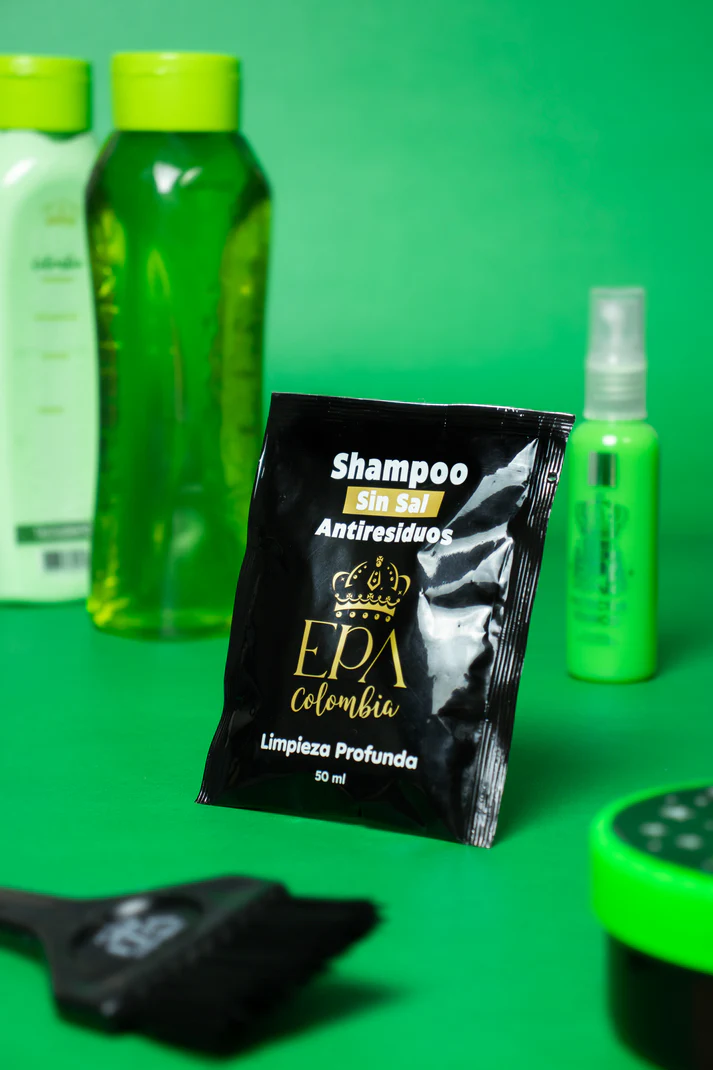 Shampoo
Sin Sal
Antiresiduos
EPA
Colombia
Limpieza Profunda
50 ml